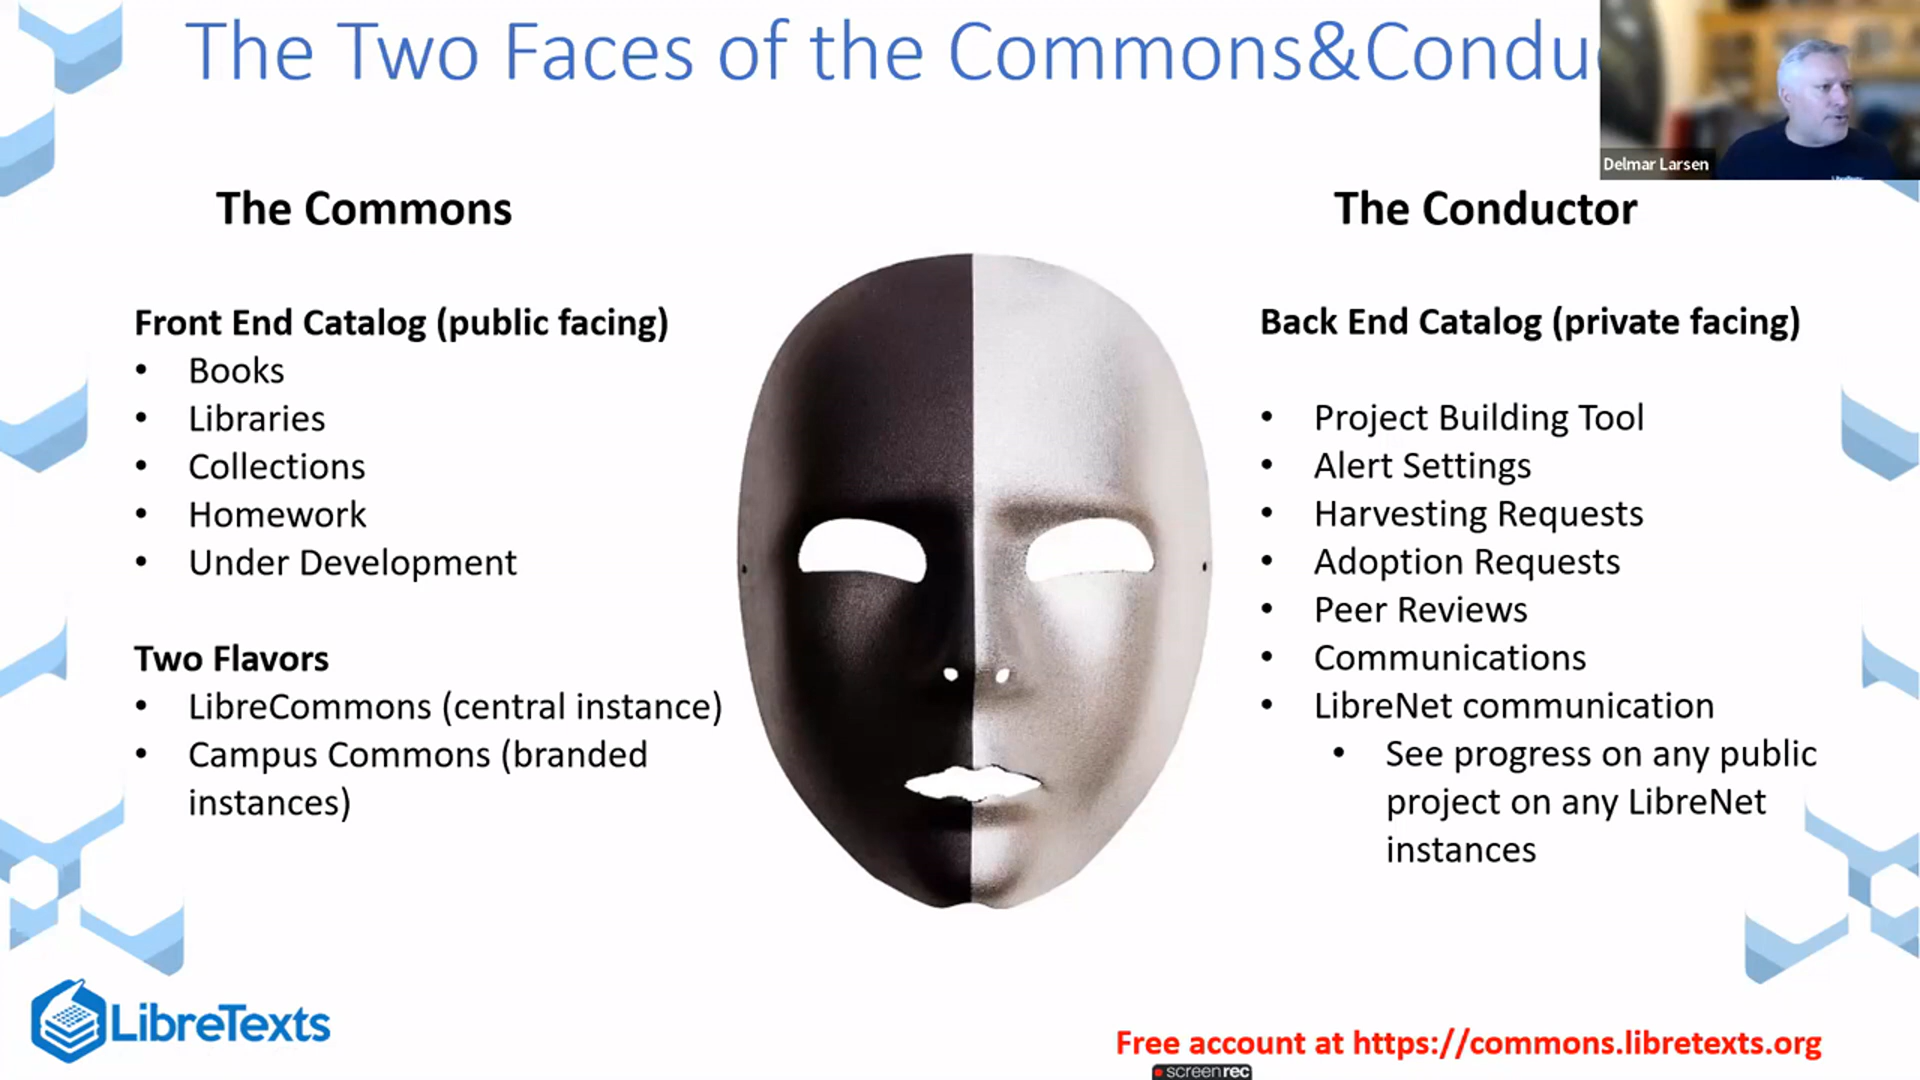 The Two Faces of the Commons&Condu
Delmar Larsen
The Commons
Front End Catalog (public facing)
• Books
• Libraries
• Collections
• Homework
• Under Development
Two Flavors
• LibreCommons (central instance)
• Campus Commons (branded
instances)
The Conductor
Back End Catalog (private facing)
• Project Building Tool
• Alert Settings
• Harvesting Requests
• Adoption Requests
• Peer Reviews
• Communications
• LibreNet communication
• See progress on any public
project on any LibreNet
instances
LibreTexts
Free account at https://commons.libretexts.org
screenrec